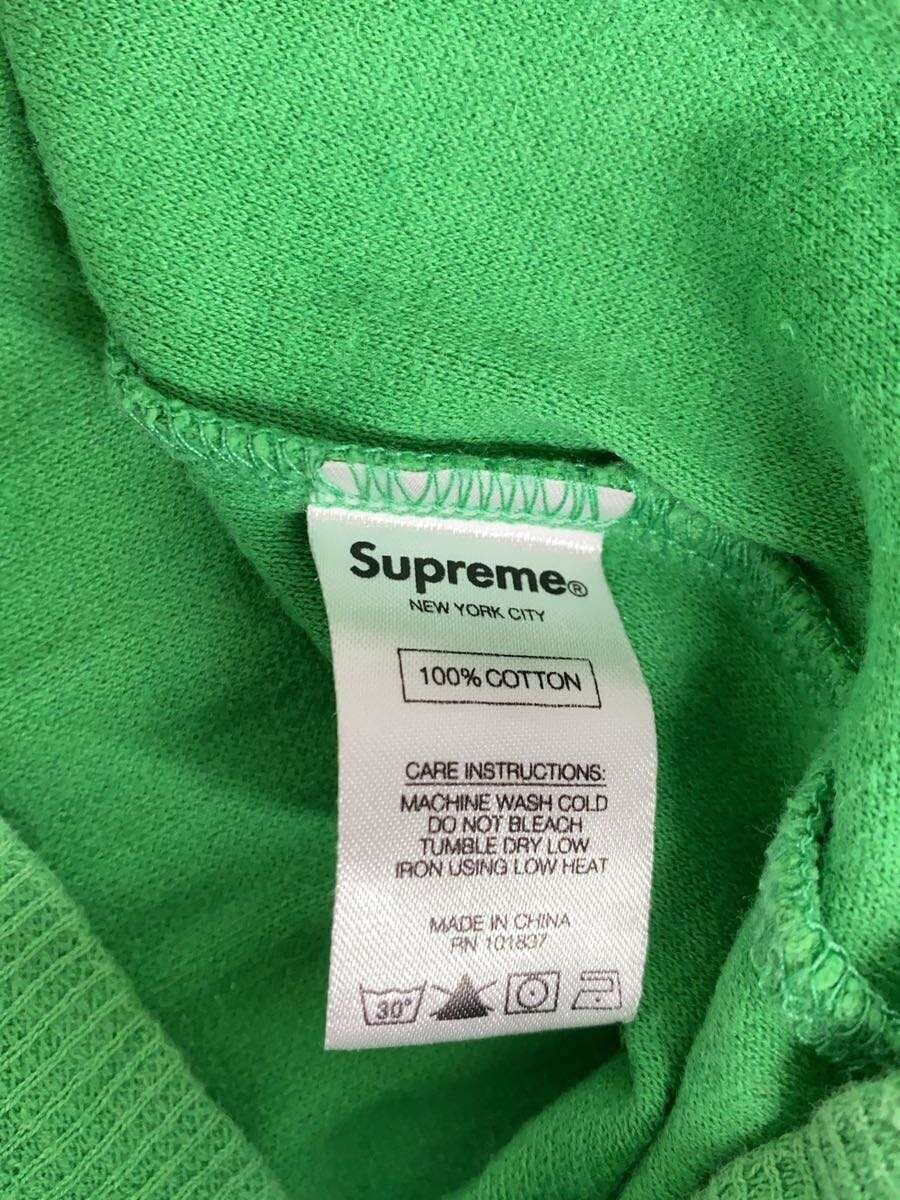 Supreme®
NEW YORK CITY
100% COTTON
CARE INSTRUCTIONS:
MACHINE WASH COLD
DO NOT BLEACH
TUMBLE DRY LOW
IRON USING LOW HEAT
MADE IN CHINA
RN 101837
30°